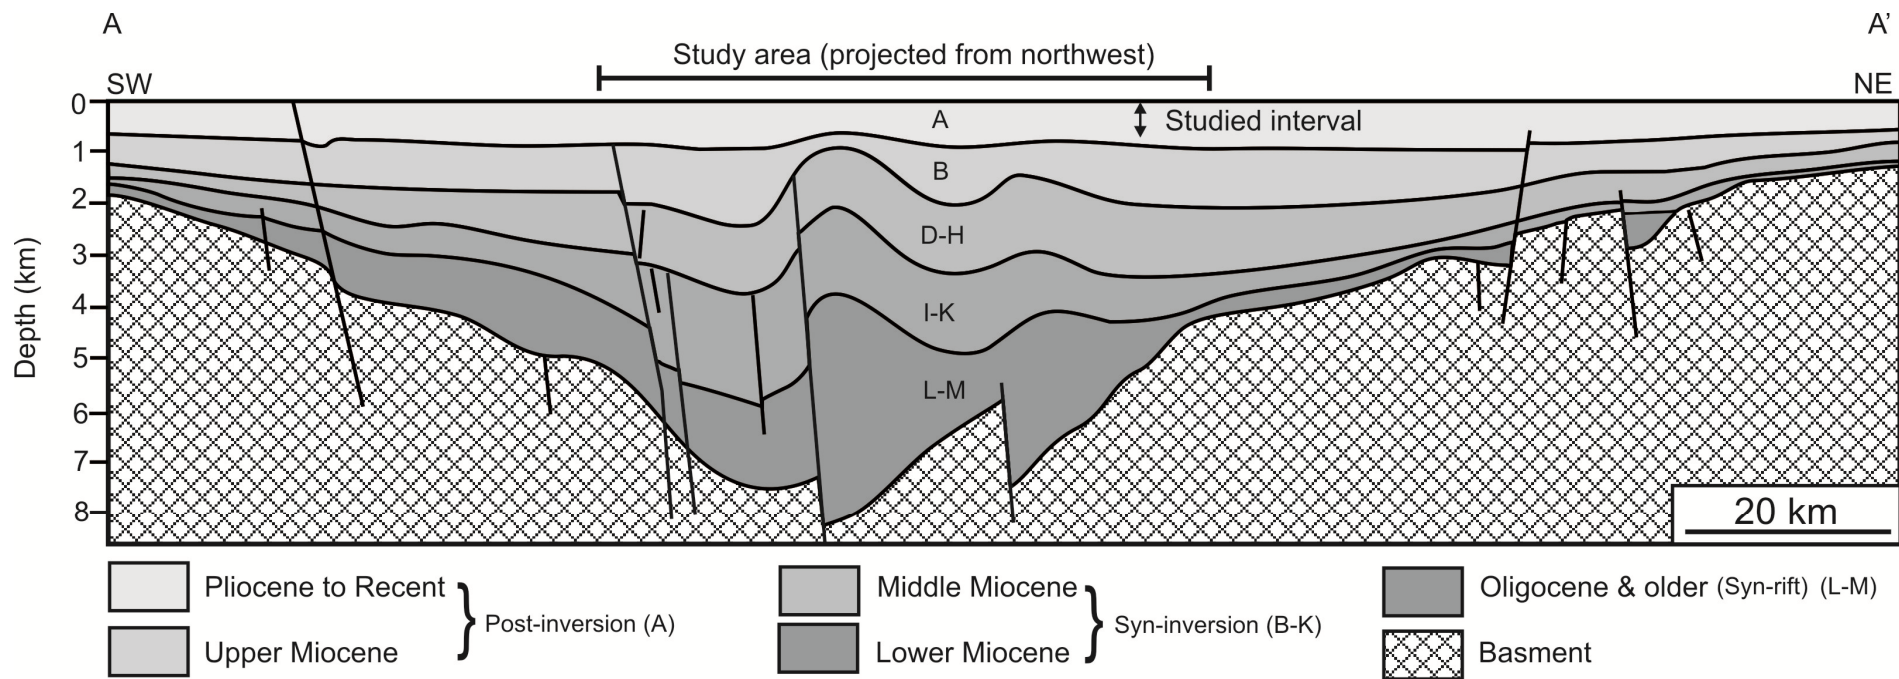 A
A'
Study area (projected from northwest)
SW
NE
0
1
2
3
4
5
6
7
8
Depth (km)
A
Studied interval
B
D-H
I-K
L-M
20 km
Pliocene to Recent
Upper Miocene
Post-inversion (A)
Middle Miocene
Lower Miocene
Syn-inversion (B-K)
Oligocene & older (Syn-rift) (L-M)
Basment